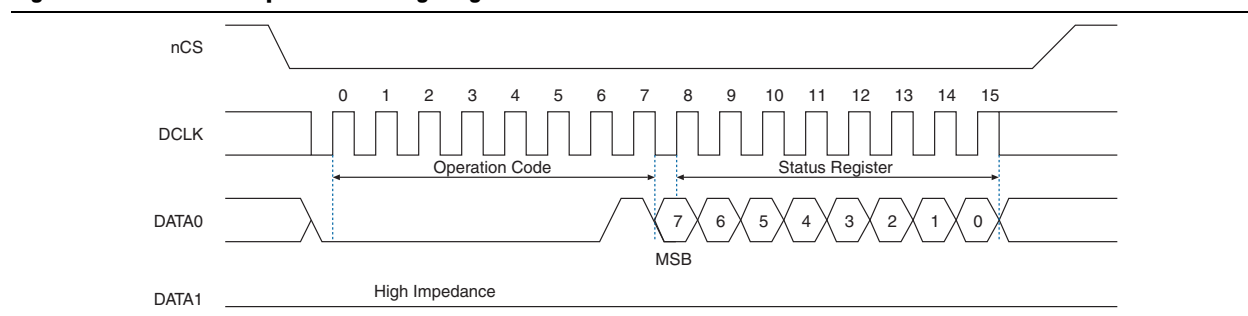 nCS
0 1 2 3 4 5 6 7 8 9 10 11 12 13 14 15
DCLK
Operation Code Status Register
DATA0 7 6 5 4 3 2 1 0
MSB
High Impedance
DATA1